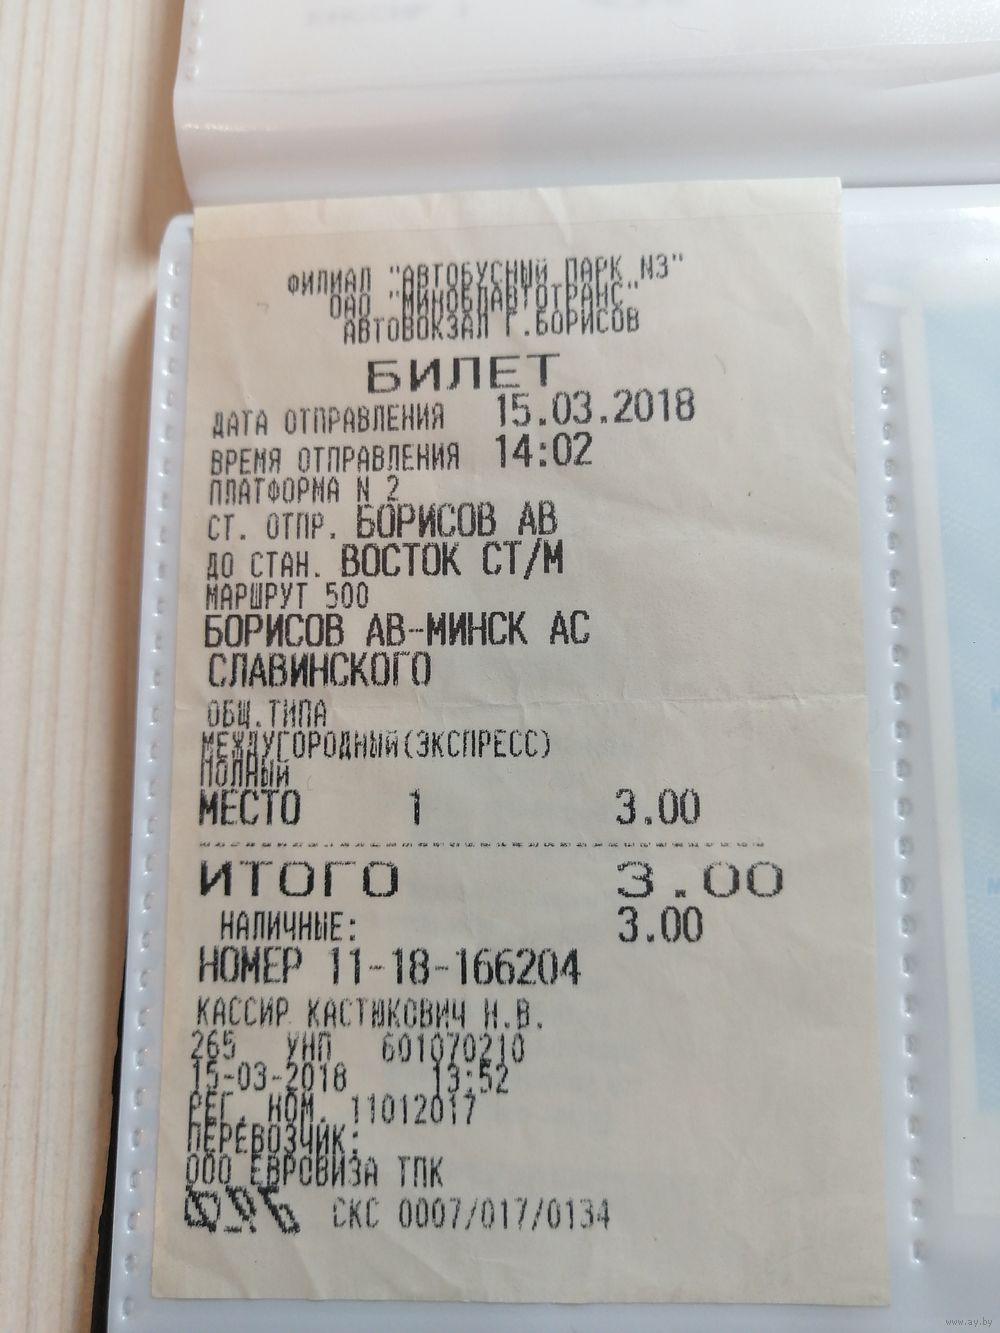 ФИЛИАЛ "АВТОБУСНЫЙ ПАРК N3"
ОАО "МИНОБЛАВТОТРАНС"
АВТОВОКЗАЛ Г.БОРИСОВ
БИЛЕТ
ДАТА ОТПРАВЛЕНИЯ 15.03.2018
ВРЕМЯ ОТПРАВЛЕНИЯ 14:02
ПЛАТФОРМА N 2
СТ. ОТПР. БОРИСОВ АВ
ДО СТАН. ВОСТОК СТ/М
МАРШРУТ 500
БОРИСОВ АВ-МИНСК АС
СЛАВИНСКОГО
ОБЩ.ТИПА
МЕЖДУГОРОДНЫЙ(ЭКСПРЕСС)
ПОЛНЫЙ
МЕСТО 1 3.00
ИТОГО 3.00
НАЛИЧНЫЕ: 3.00
НОМЕР 11-18-166204
КАССИР КАСТЮКОВИЧ Н.В.
265 УНП 601070210
15-03-2018 13:52
РЕГ. НОМ. 11012017
ПЕРЕВОЗЧИК:
ООО ЕВРОВИЗА ТПК
СКС 0007/017/0134
www.ay.by